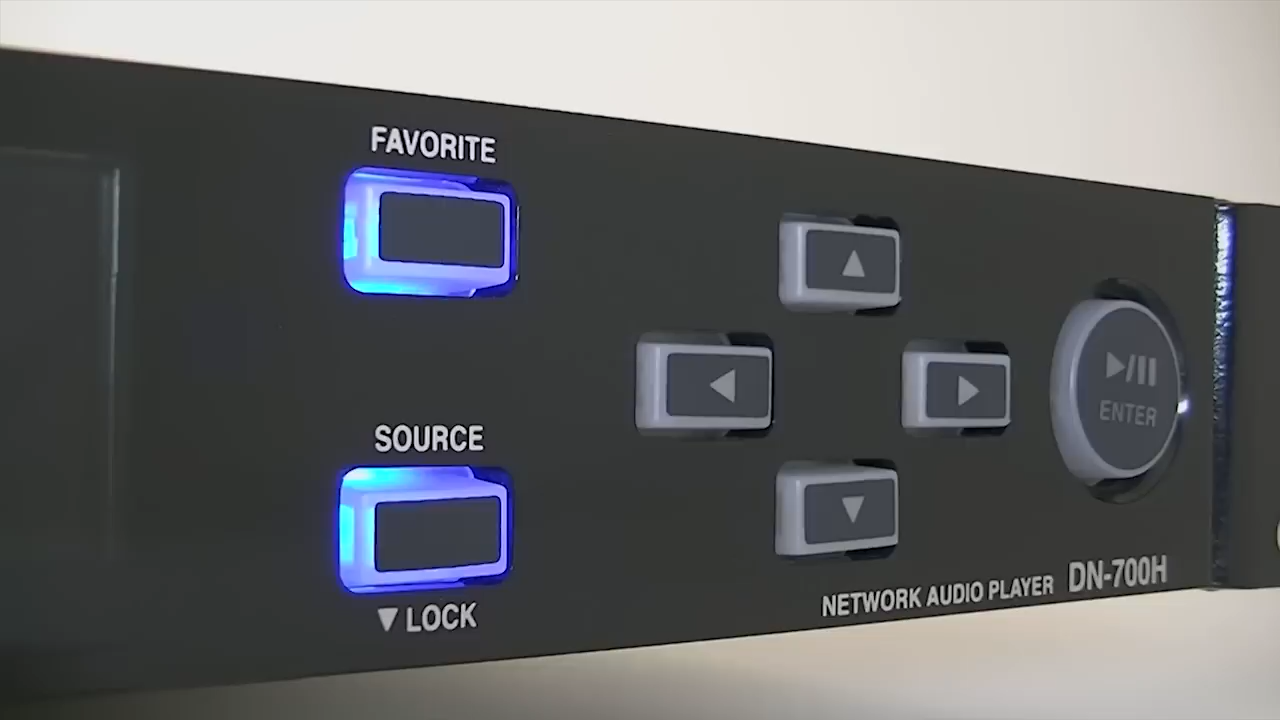 FAVORITE
SOURCE
▼ LOCK
▶/❚❚
ENTER
NETWORK AUDIO PLAYER DN-700H